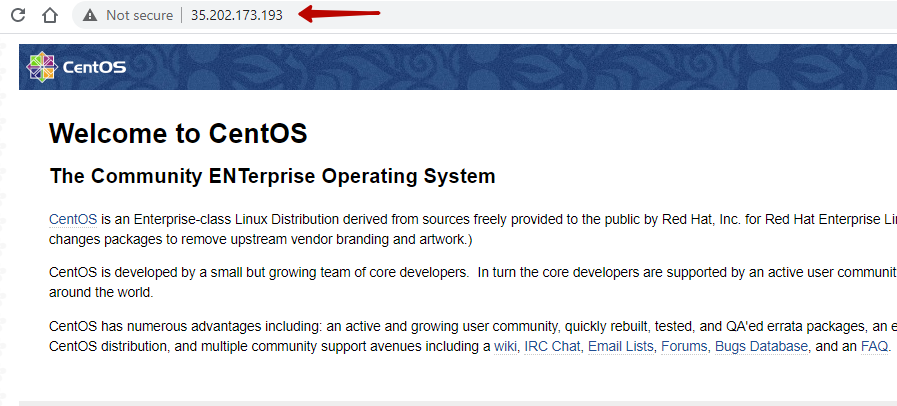 Not secure 35.202.173.193
CentOS
Welcome to CentOS
The Community ENTerprise Operating System
CentOS is an Enterprise-class Linux Distribution derived from sources freely provided to the public by Red Hat, Inc. for Red Hat Enterprise
changes packages to remove upstream vendor branding and artwork.)
CentOS is developed by a small but growing team of core developers. In turn the core developers are supported by an active user
around the world.
CentOS has numerous advantages including: an active and growing user community, quickly rebuilt, tested, and QA'ed errata packages, an
CentOS distribution, and multiple community support avenues including a wiki, IRC Chat, Email Lists, Forums, Bugs Database, and an FAQ.